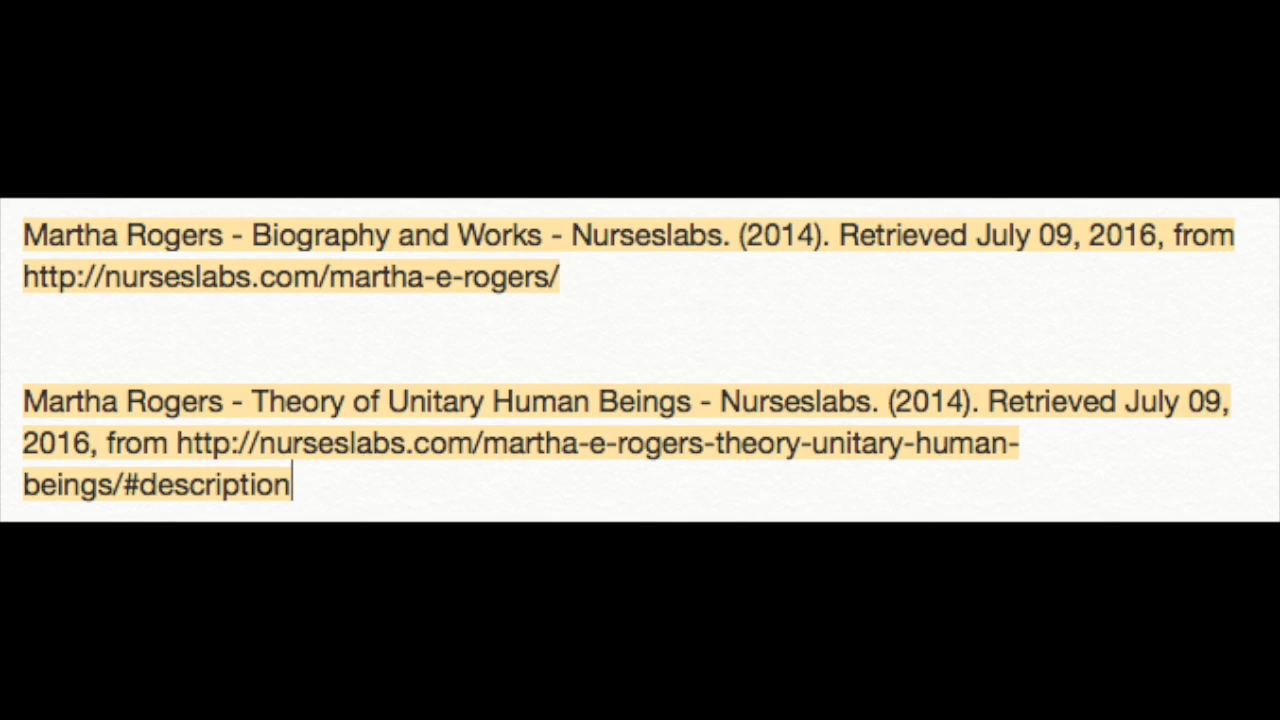 Martha Rogers - Biography and Works - Nurseslabs. (2014). Retrieved July 09, 2016, from
http://nurseslabs.com/martha-e-rogers/
Martha Rogers - Theory of Unitary Human Beings - Nurseslabs. (2014). Retrieved July 09,
2016, from http://nurseslabs.com/martha-e-rogers-theory-unitary-human-
beings/#description